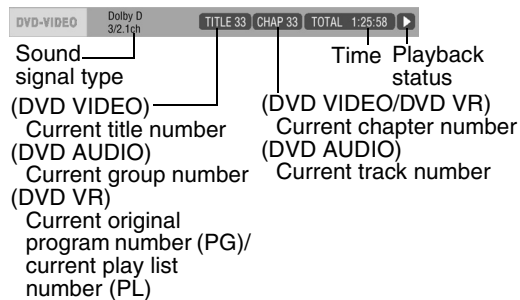 DVD-VIDEO
Dolby D
3/2.1ch
TITLE 33 CHAP 33 TOTAL 1:25:58
Sound
signal type
Time
Playback
status
(DVD VIDEO)
Current title number
(DVD AUDIO)
Current group number
(DVD VR)
Current original
program number (PG)/
current play list
number (PL)
(DVD VIDEO/DVD VR)
Current chapter number
(DVD AUDIO)
Current track number